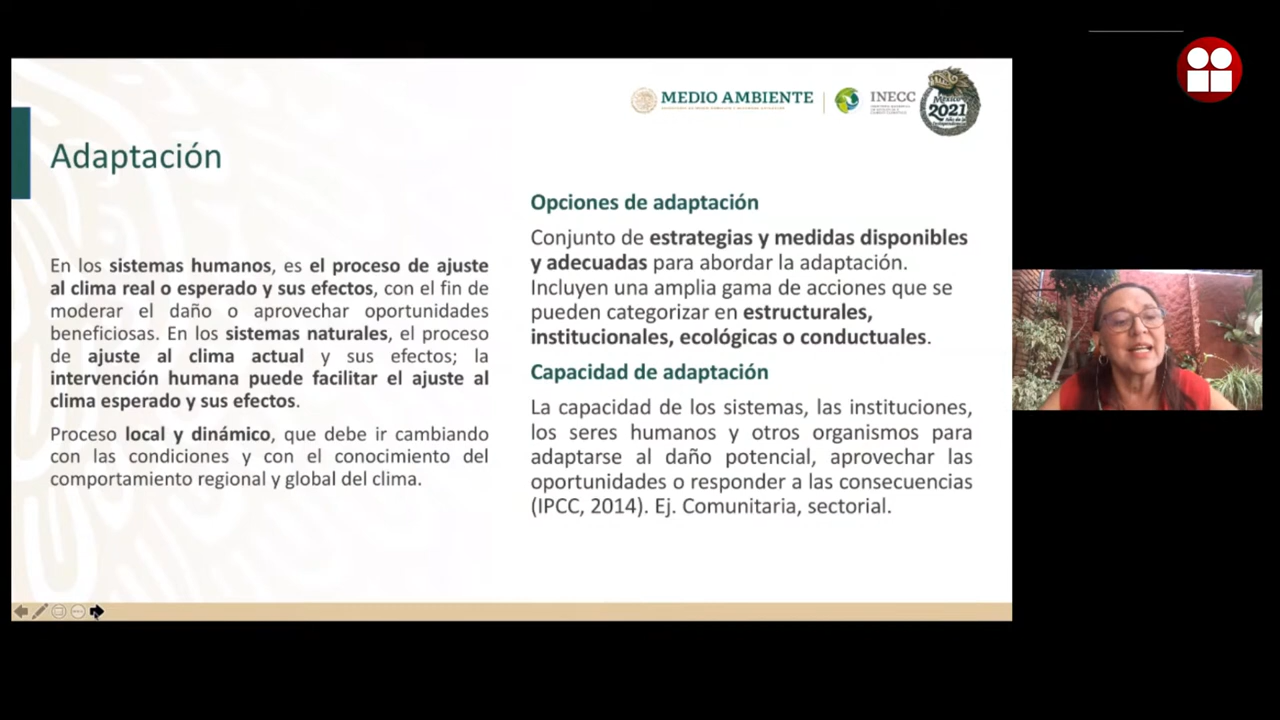 MEDIO AMBIENTE
INECC
México
2021
Adaptación
En los sistemas humanos, es el proceso de ajuste
al clima real o esperado y sus efectos, con el fin de
moderar el daño o aprovechar oportunidades
beneficiosas. En los sistemas naturales, el proceso
de ajuste al clima actual y sus efectos; la
intervención humana puede facilitar el ajuste al
clima esperado y sus efectos.
Proceso local y dinámico, que debe ir cambiando
con las condiciones y con el conocimiento del
comportamiento regional y global del clima.
Opciones de adaptación
Conjunto de estrategias y medidas disponibles
y adecuadas para abordar la adaptación.
Incluyen una amplia gama de acciones que se
pueden categorizar en estructurales,
institucionales, ecológicas o conductuales.
Capacidad de adaptación
La capacidad de los sistemas, las instituciones,
los seres humanos y otros organismos para
adaptarse al daño potencial, aprovechar las
oportunidades o responder a las consecuencias
(IPCC, 2014). Ej. Comunitaria, sectorial.